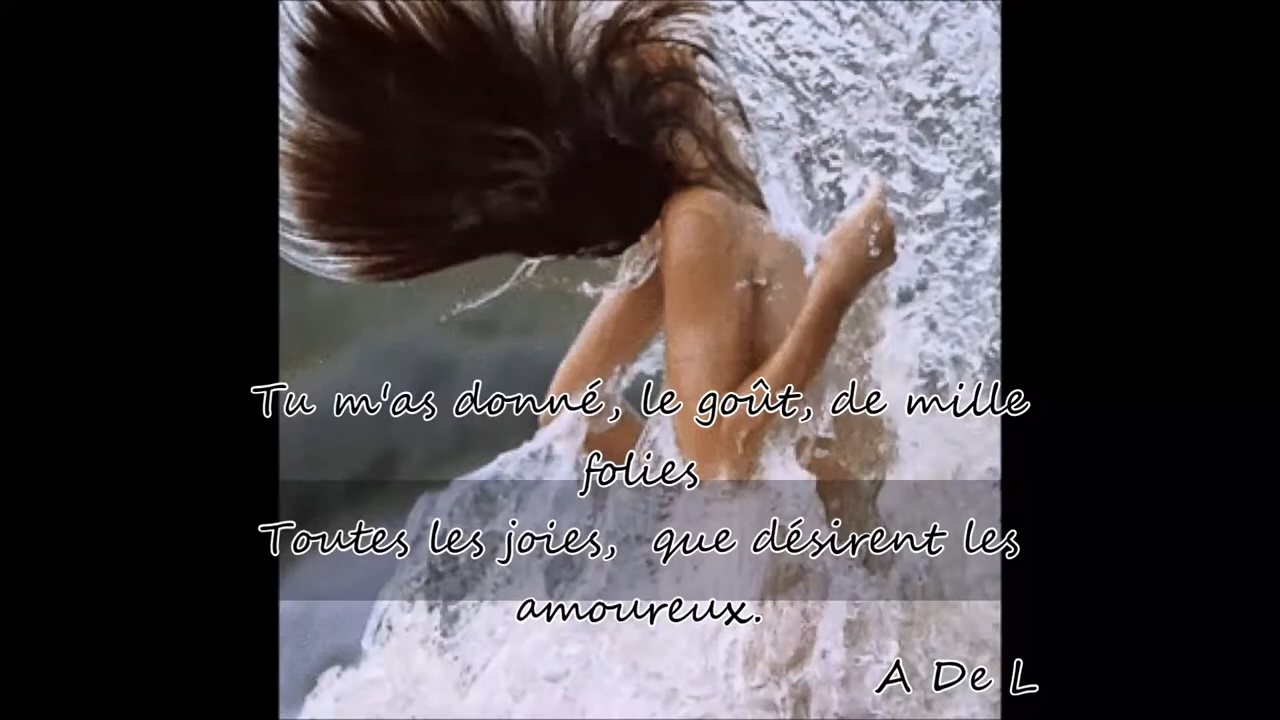 Tu m'as donné, le goût, de mille
folies
Toutes les joies,  que désirent les
amoureux.
A De L